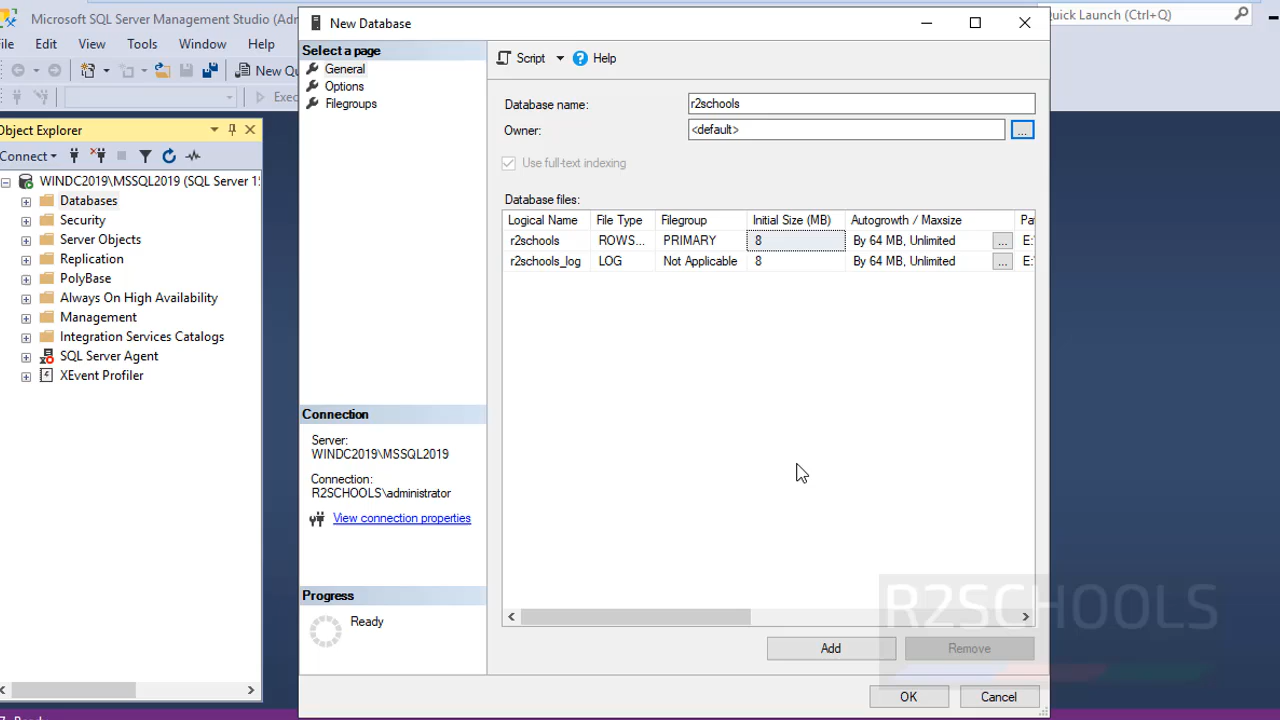 Microsoft SQL Server Management Studio (Adm
New Database
Quick Launch (Ctrl+Q)
File Edit View Tools Window Help
New Qu
Exec
Object Explorer
Connect
WINDC2019\MSSQL2019 (SQL Server 15
Databases
Security
Server Objects
Replication
PolyBase
Always On High Availability
Management
Integration Services Catalogs
SQL Server Agent
XEvent Profiler
Select a page
General
Options
Filegroups
Connection
Server:
WINDC2019\MSSQL2019
Connection:
R2SCHOOLS\administrator
View connection properties
Progress
Ready
Script Help
Database name: r2schools
Owner: <default> ...
Use full-text indexing
Database files:
Logical Name File Type Filegroup Initial Size (MB) Autogrowth / Maxsize Pa
r2schools ROWS... PRIMARY 8 By 64 MB, Unlimited ... E:
r2schools_log LOG Not Applicable 8 By 64 MB, Unlimited ... E:
R2SCHOOLS
Add Remove
OK Cancel
Ready